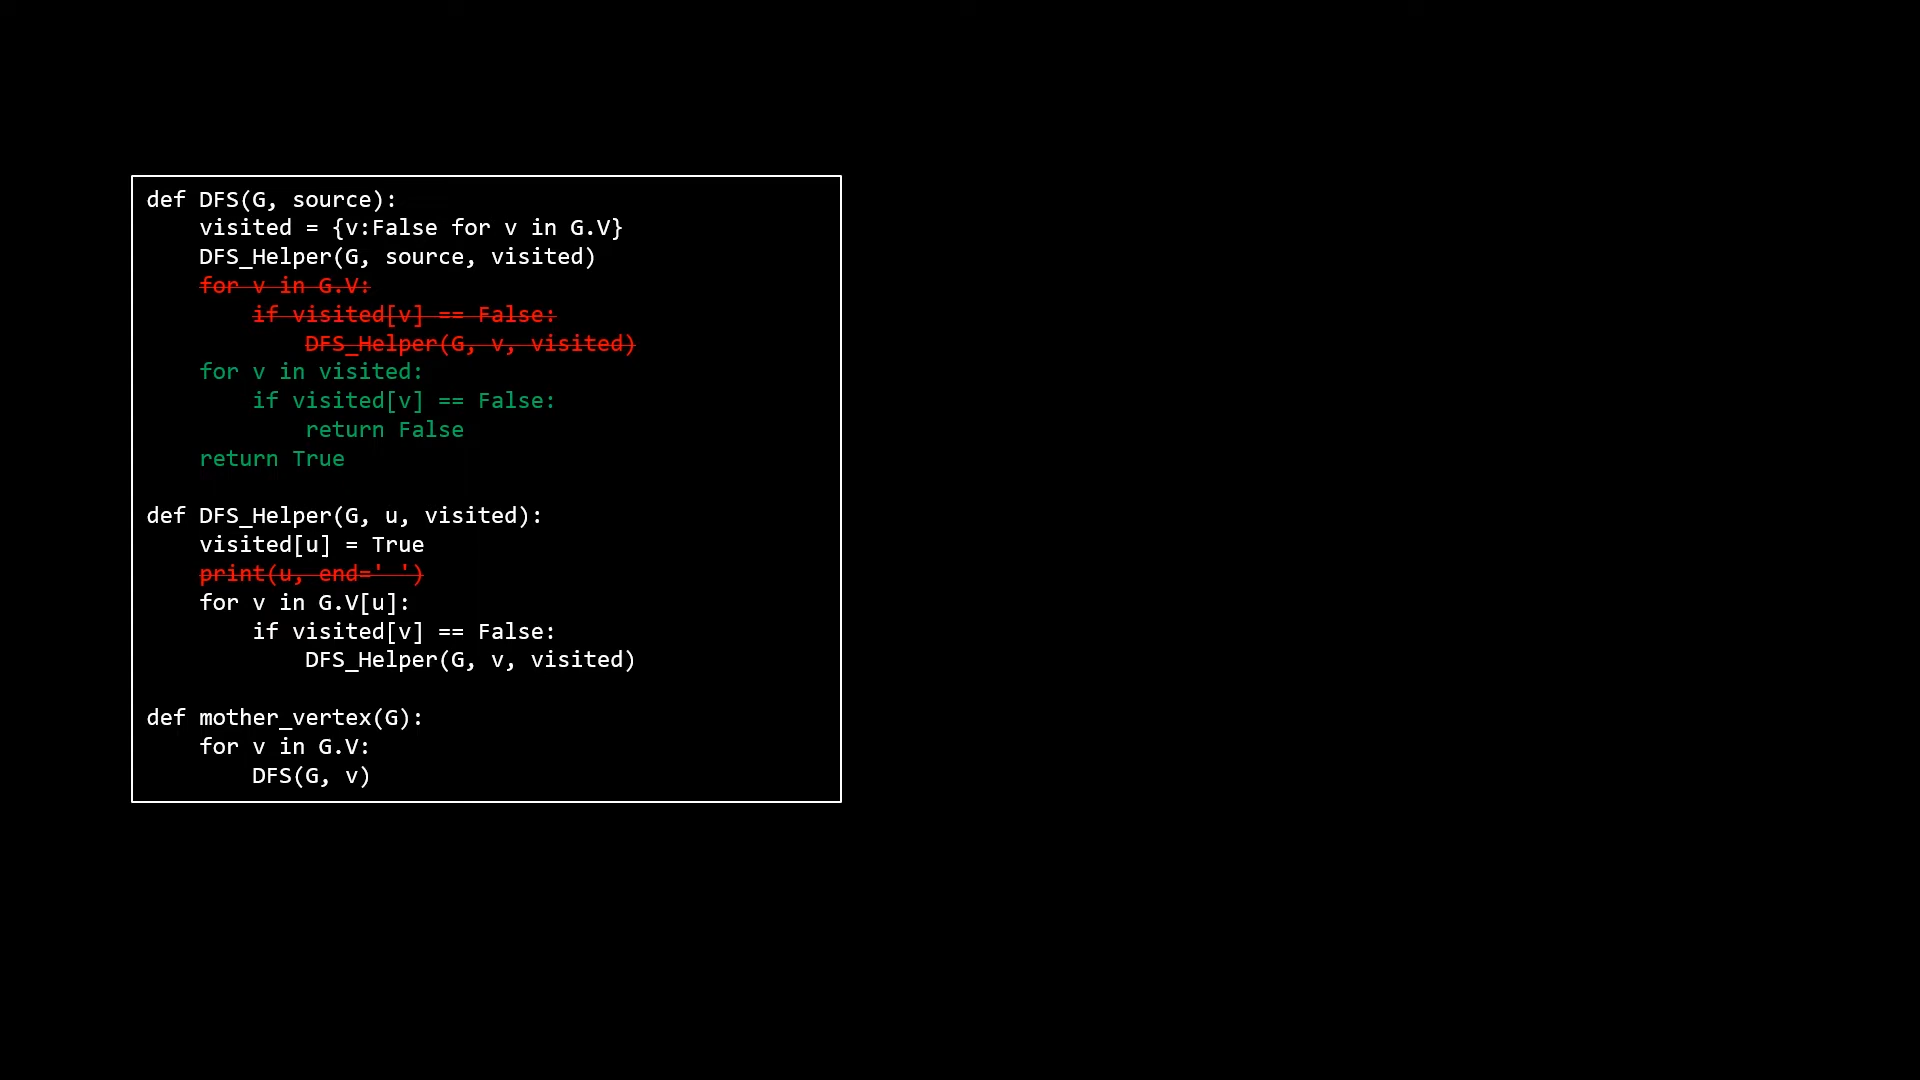 def DFS(G, source):
    visited = {v:False for v in G.V}
    DFS_Helper(G, source, visited)
    for v in G.V:
        if visited[v] == False:
            DFS_Helper(G, v, visited)
    for v in visited:
        if visited[v] == False:
            return False
    return True

def DFS_Helper(G, u, visited):
    visited[u] = True
    print(u, end=' ')
    for v in G.V[u]:
        if visited[v] == False:
            DFS_Helper(G, v, visited)

def mother_vertex(G):
    for v in G.V:
        DFS(G, v)